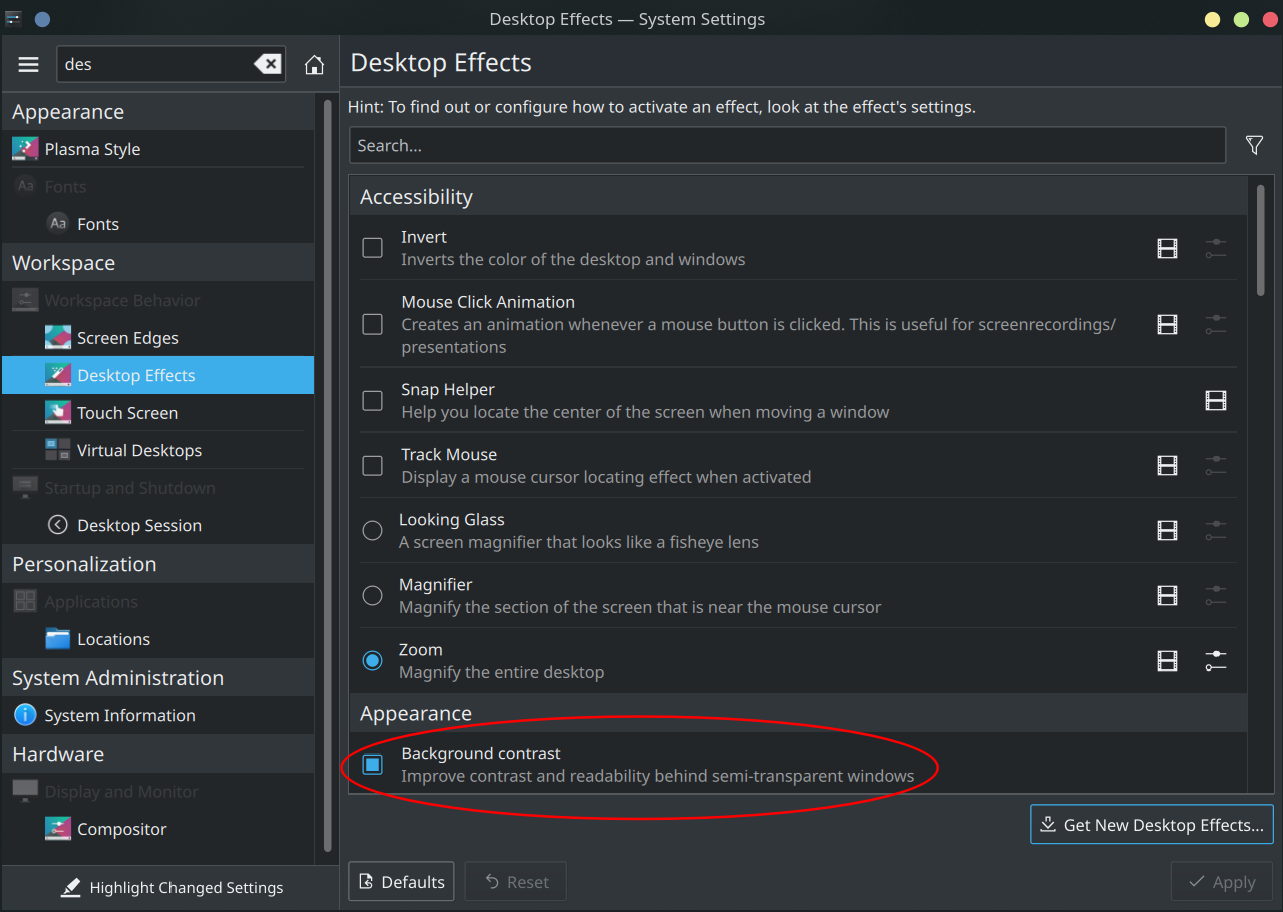 Desktop Effects — System Settings
des
Appearance
Plasma Style
Aa Fonts
Aa Fonts
Workspace
Workspace Behavior
Screen Edges
Desktop Effects
Touch Screen
Virtual Desktops
Startup and Shutdown
Desktop Session
Personalization
Applications
Locations
System Administration
System Information
Hardware
Display and Monitor
Compositor
Highlight Changed Settings
Desktop Effects
Hint: To find out or configure how to activate an effect, look at the effect's settings.
Search...
Accessibility
Invert
Inverts the color of the desktop and windows
Mouse Click Animation
Creates an animation whenever a mouse button is clicked. This is useful for screenrecordings/
presentations
Snap Helper
Help you locate the center of the screen when moving a window
Track Mouse
Display a mouse cursor locating effect when activated
Looking Glass
A screen magnifier that looks like a fisheye lens
Magnifier
Magnify the section of the screen that is near the mouse cursor
Zoom
Magnify the entire desktop
Appearance
Background contrast
Improve contrast and readability behind semi-transparent windows
Get New Desktop Effects...
Defaults
Reset
Apply